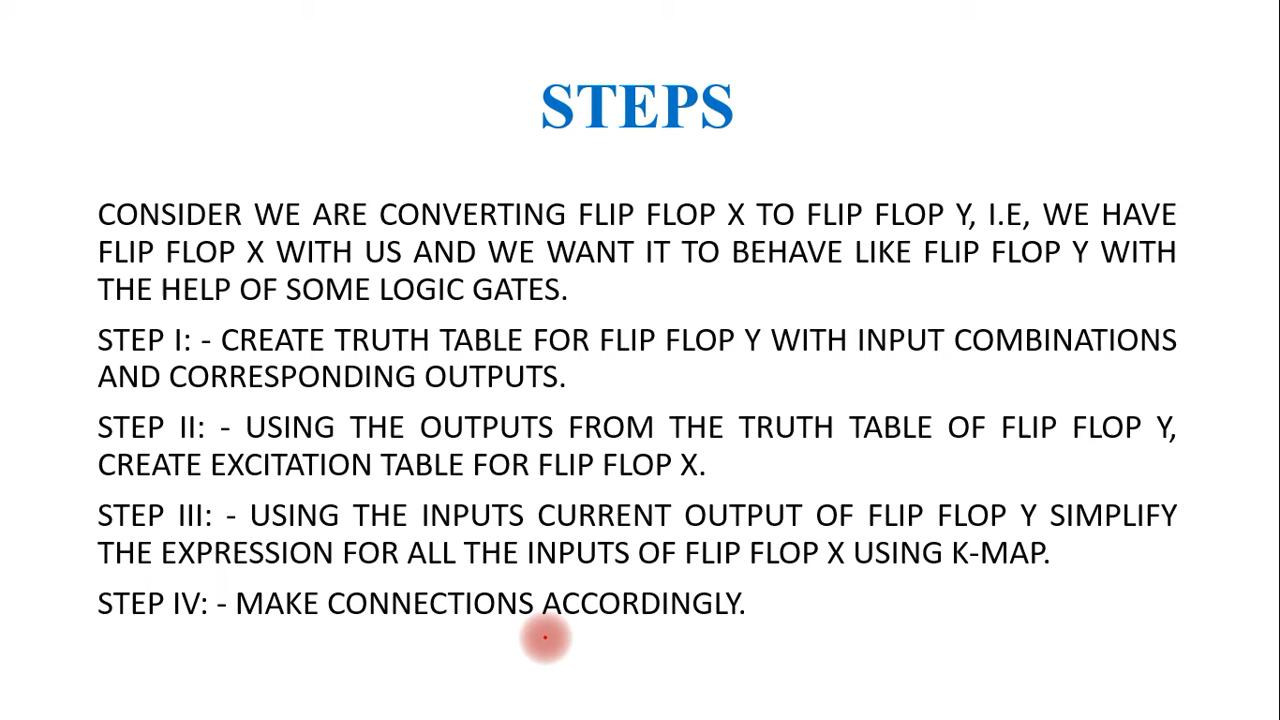 STEPS
CONSIDER WE ARE CONVERTING FLIP FLOP X TO FLIP FLOP Y, I.E, WE HAVE
FLIP FLOP X WITH US AND WE WANT IT TO BEHAVE LIKE FLIP FLOP Y WITH
THE HELP OF SOME LOGIC GATES.
STEP I: - CREATE TRUTH TABLE FOR FLIP FLOP Y WITH INPUT COMBINATIONS
AND CORRESPONDING OUTPUTS.
STEP II: - USING THE OUTPUTS FROM THE TRUTH TABLE OF FLIP FLOP Y,
CREATE EXCITATION TABLE FOR FLIP FLOP X.
STEP III: - USING THE INPUTS CURRENT OUTPUT OF FLIP FLOP Y SIMPLIFY
THE EXPRESSION FOR ALL THE INPUTS OF FLIP FLOP X USING K-MAP.
STEP IV: - MAKE CONNECTIONS ACCORDINGLY.